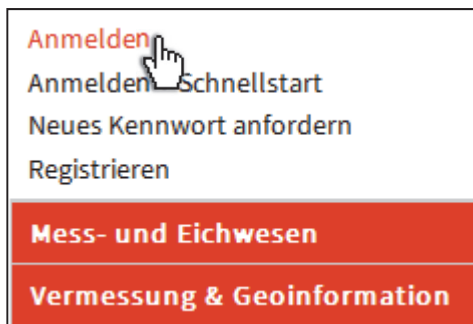 Anmelden
Anmelden Schnellstart
Neues Kennwort anfordern
Registrieren
Mess- und Eichwesen
Vermessung & Geoinformation